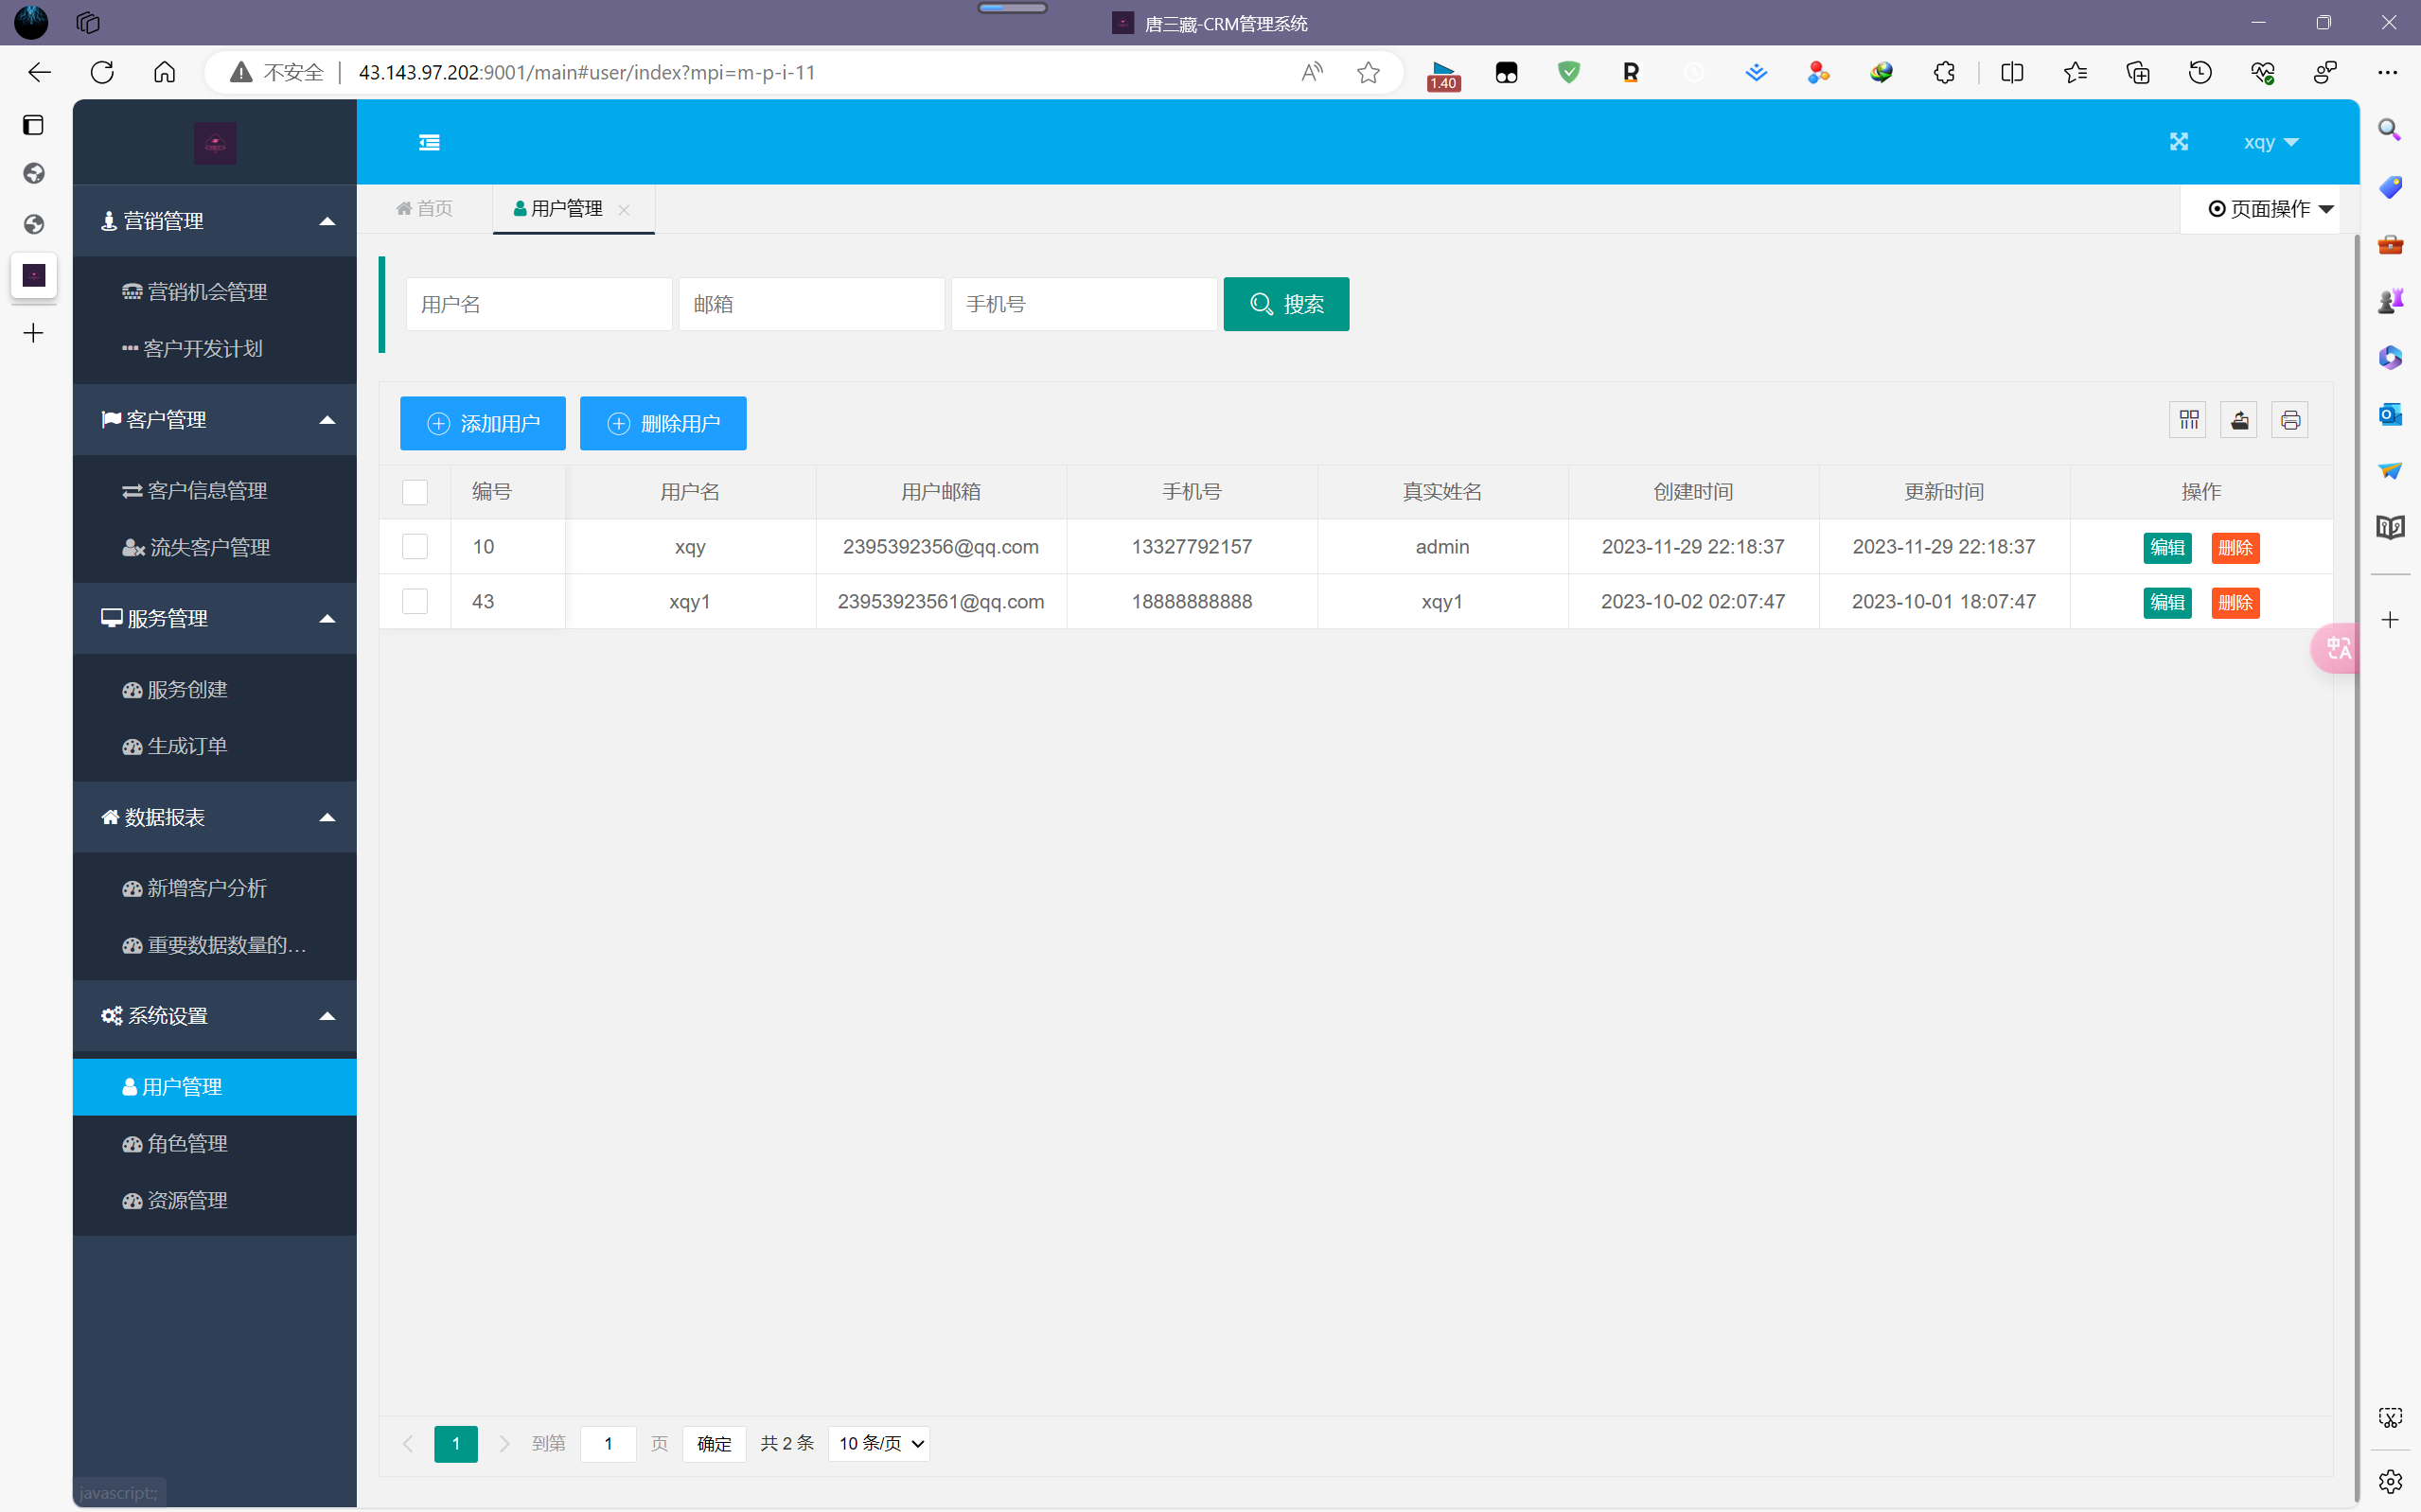 唐三藏-CRM管理系统
不安全
43.143.97.202:9001/main#user/index?mpi=m-p-i-11
1.40
xqy
首页
用户管理
页面操作
营销管理
营销机会管理
客户开发计划
客户管理
客户信息管理
流失客户管理
服务管理
服务创建
生成订单
数据报表
新增客户分析
重要数据数量的...
系统设置
用户管理
角色管理
资源管理
javascript:;
用户名 邮箱 手机号 搜索
添加用户 删除用户
编号 用户名 用户邮箱 手机号 真实姓名 创建时间 更新时间 操作
10 xqy 2395392356@qq.com 13327792157 admin 2023-11-29 22:18:37 2023-11-29 22:18:37 编辑 删除
43 xqy1 23953923561@qq.com 18888888888 xqy1 2023-10-02 02:07:47 2023-10-01 18:07:47 编辑 删除
1 到第 1 页 确定 共 2 条 10 条/页